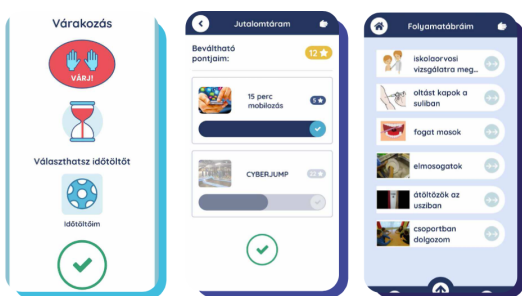 Várakozás
VÁRJ!
Választhatsz időtöltőt
Időtöltőim
Jutalomtáram
Beváltható
pontjaim:
12
15 perc
mobilozás
5
CYBERJUMP
Folyamatábráim
iskolaorvosi
vizsgálatra meg...
oltást kapok a
suliban
fogat mosok
elmosogatok
átöltözök az
usziban
csoportban
dolgozom